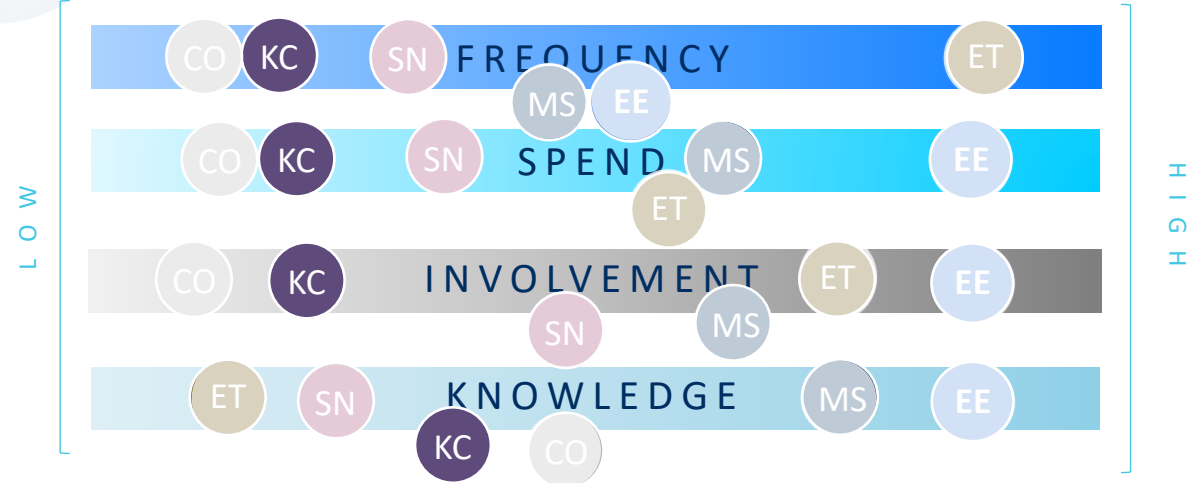 CO KC SN FREQUENCY ET
MS EE
CO KC SN SPEND MS EE
ET
LOW
HIGH
CO KC INVOLVEMENT ET EE
SN MS
ET SN KNOWLEDGE MS EE
KC CO